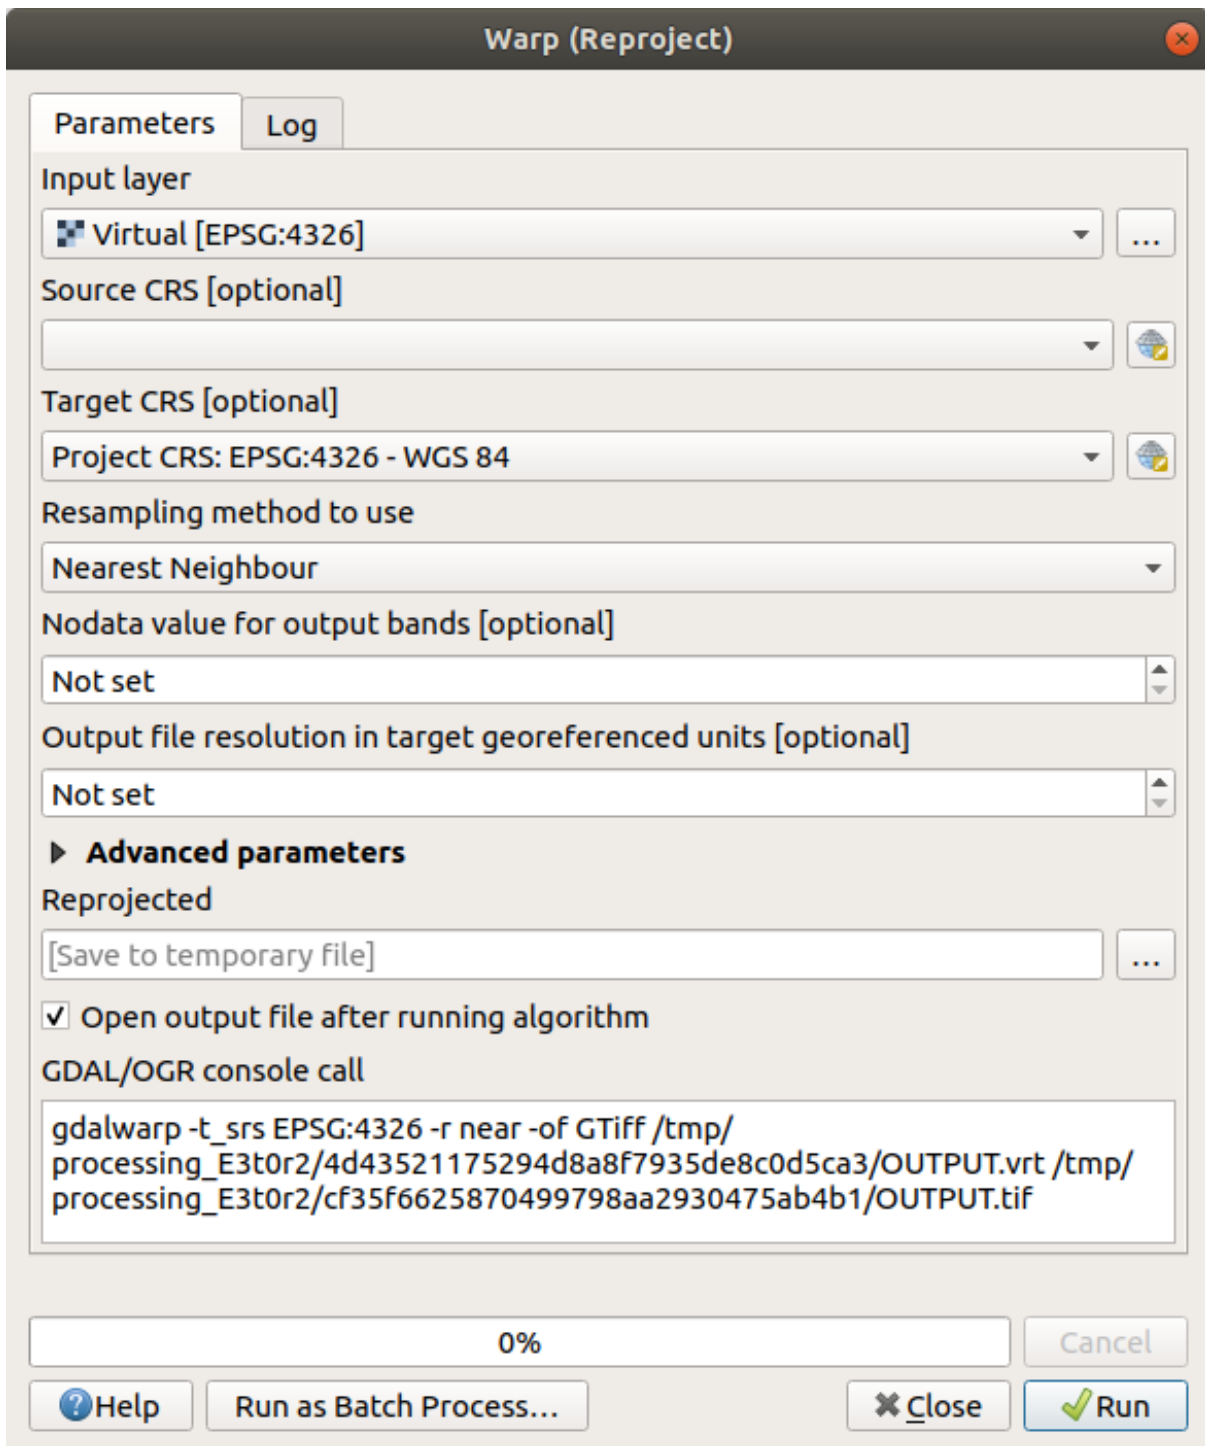 Warp (Reproject)
Parameters
Log
Input layer
Virtual [EPSG:4326]
...
Source CRS [optional]
Target CRS [optional]
Project CRS: EPSG:4326 - WGS 84
Resampling method to use
Nearest Neighbour
Nodata value for output bands [optional]
Not set
Output file resolution in target georeferenced units [optional]
Not set
Advanced parameters
Reprojected
[Save to temporary file]
...
Open output file after running algorithm
GDAL/OGR console call
gdalwarp -t_srs EPSG:4326 -r near -of GTiff /tmp/
processing_E3t0r2/4d43521175294d8a8f7935de8c0d5ca3/OUTPUT.vrt /tmp/
processing_E3t0r2/cf35f6625870499798aa2930475ab4b1/OUTPUT.tif
0%
Cancel
Help
Run as Batch Process...
Close
Run